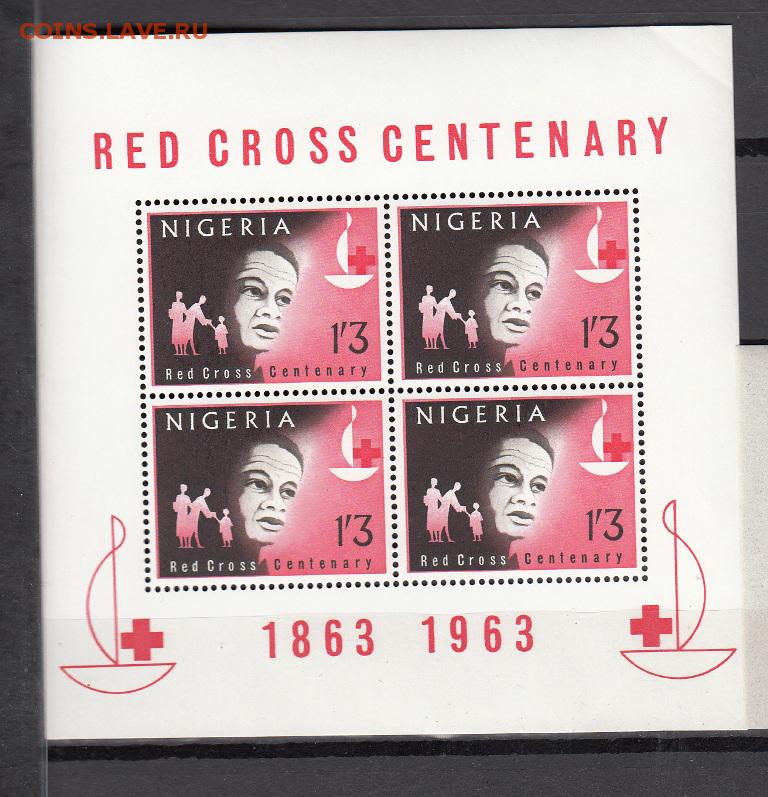 COINS.LAVE.RU
RED CROSS CENTENARY
NIGERIA
1'3
Red Cross Centenary
NIGERIA
1'3
Red Cross Centenary
NIGERIA
1'3
Red Cross Centenary
NIGERIA
1'3
Red Cross Centenary
1863 1963